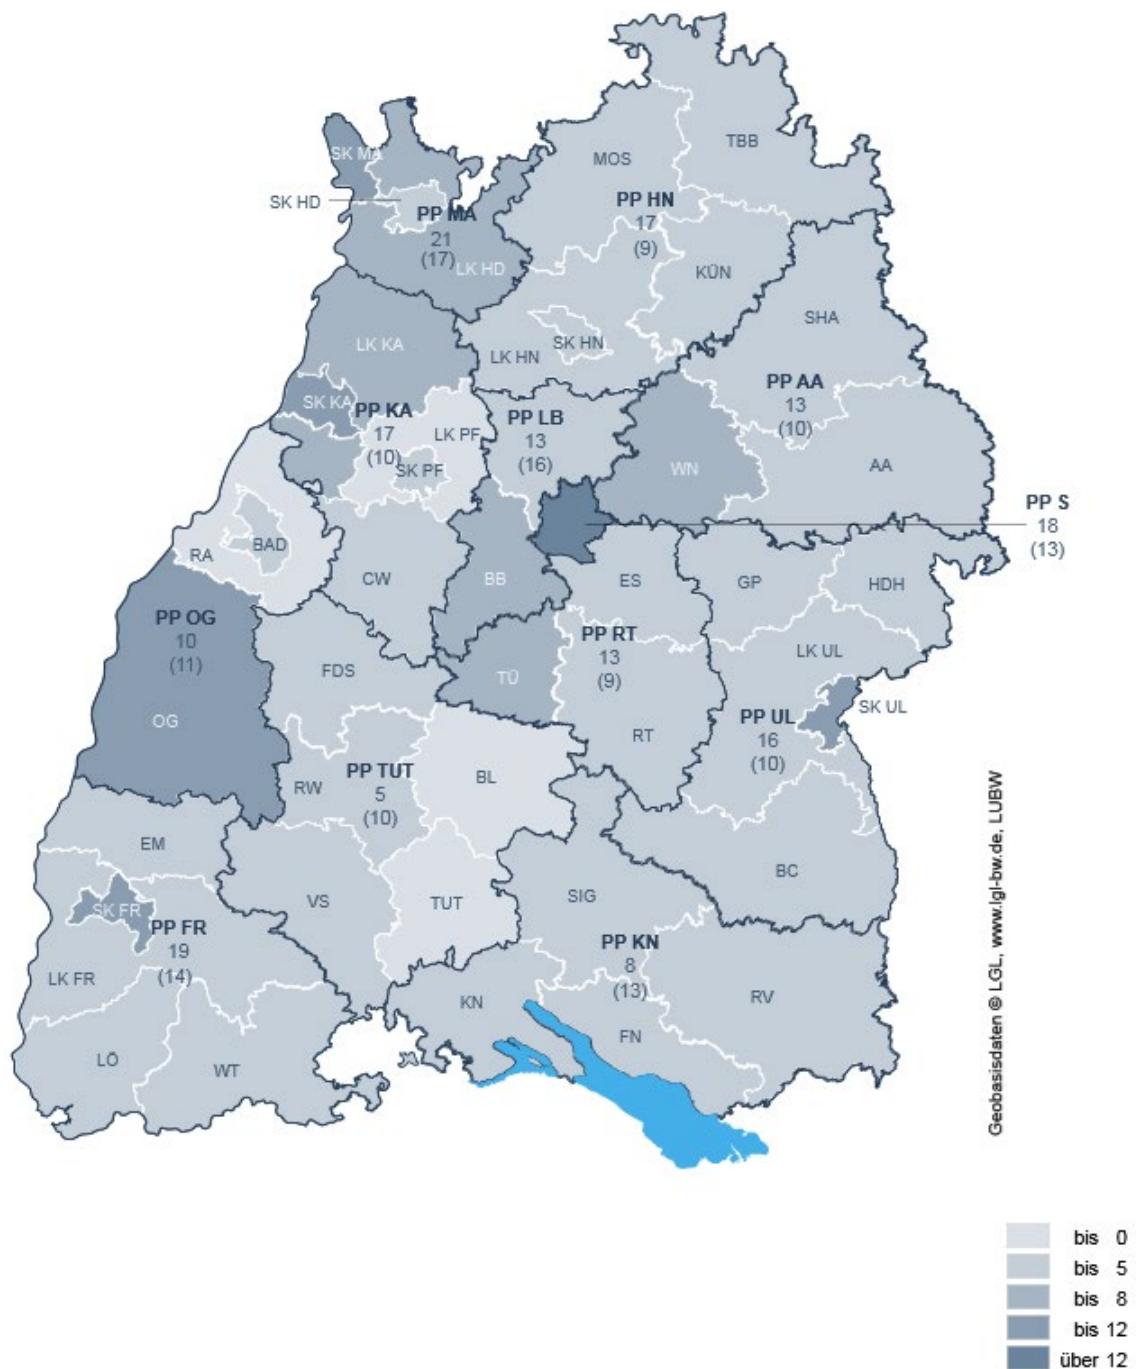 TBB
MOS
SK MA
SK HD
PP MA
21
(17)
LK HD
PP HN
17
(9)
KÜN
SHA
LK KA
SK HN
LK HN
PP AA
13
(10)
SK KA
PP KA
17
(10)
LK PF
SK PF
PP LB
13
(16)
WN
AA
PP S
18
(13)
RA
BAD
CW
BB
ES
GP
HDH
PP OG
10
(11)
OG
FDS
TÜ
PP RT
13
(9)
RT
LK UL
SK UL
PP UL
16
(10)
RW
PP TUT
5
(10)
BL
EM
SK FR
PP FR
19
(14)
LK FR
VS
TUT
SIG
BC
PP KN
8
(13)
KN
FN
RV
LÖ
WT
Geobasisdaten © LGL, www.lgl-bw.de, LUBW
bis 0
bis 5
bis 8
bis 12
über 12